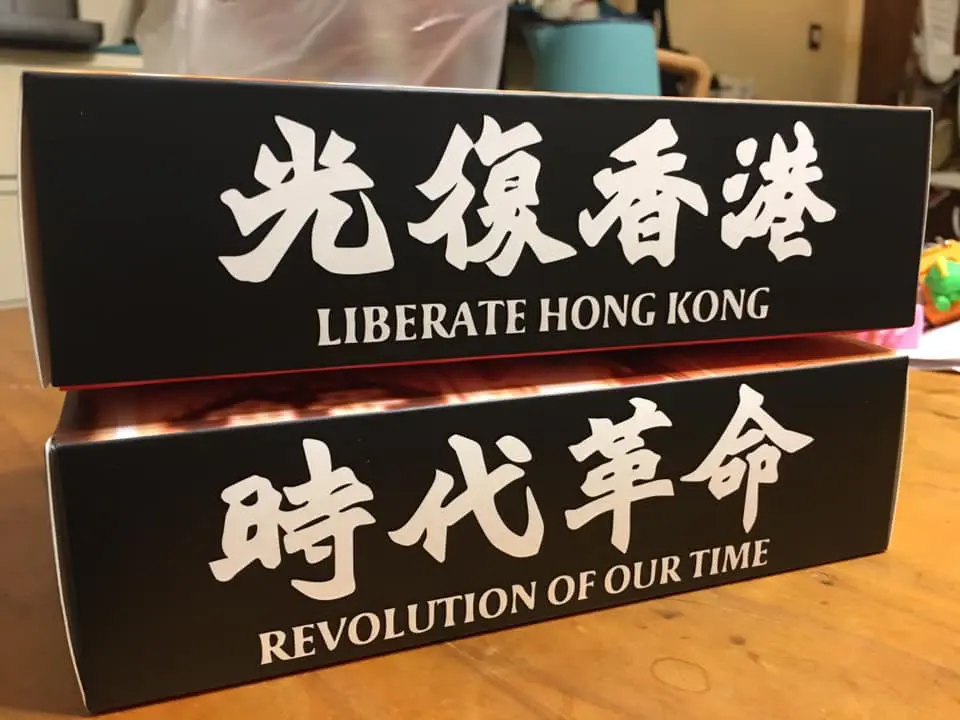 光復香港
LIBERATE HONG KONG
時代革命
REVOLUTION OF OUR TIME